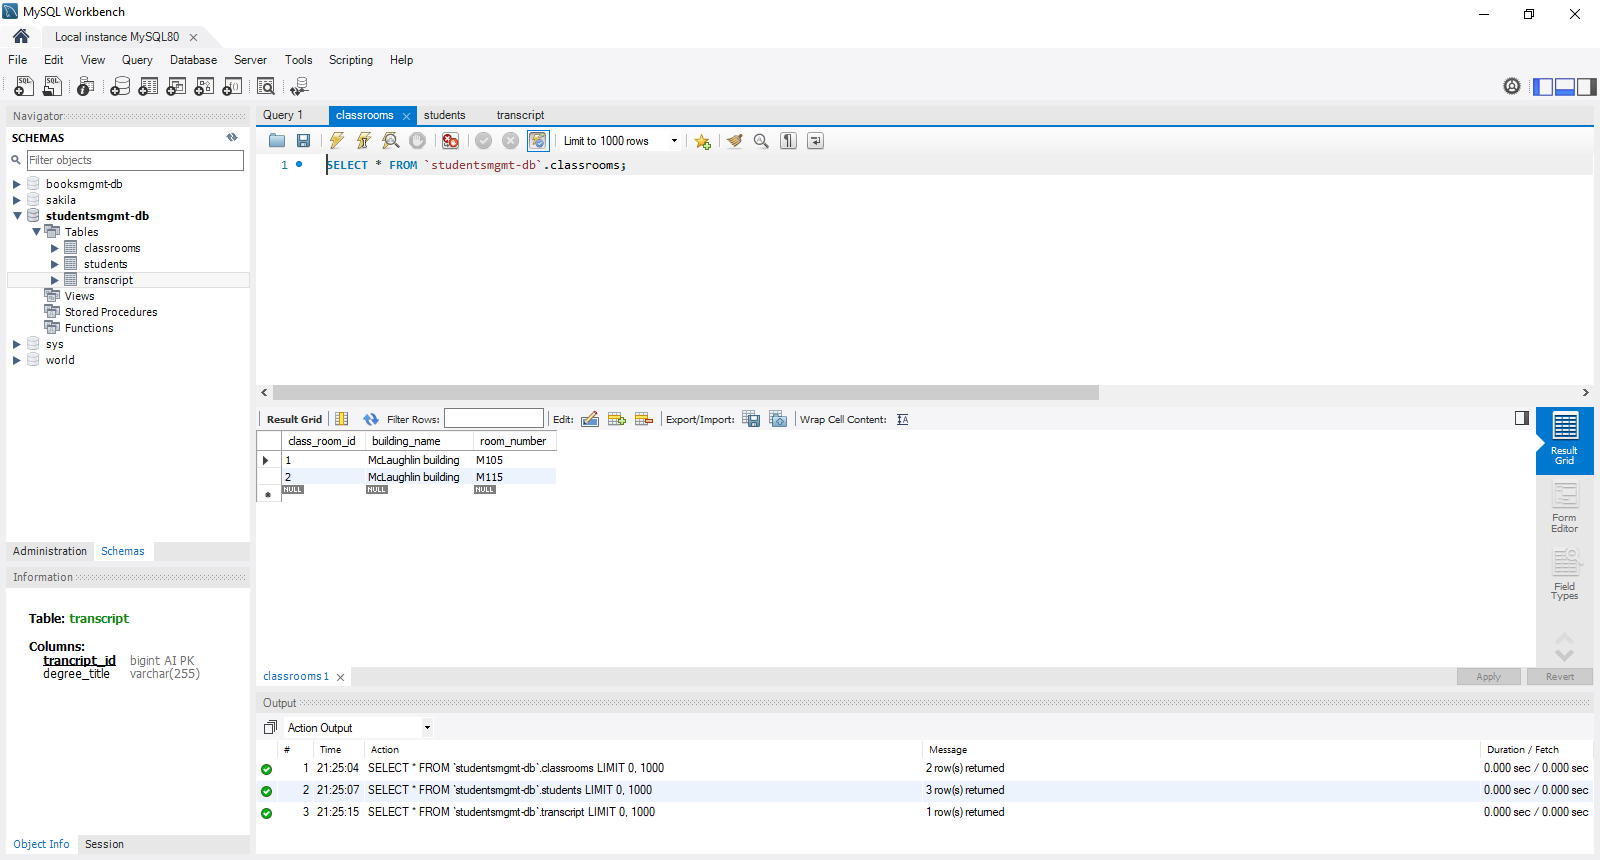 MySQL Workbench
Local instance MySQL80
File Edit View Query Database Server Tools Scripting Help
SQL SQL
Navigator
SCHEMAS
Filter objects
booksmgmt-db
sakila
studentsmgmt-db
Tables
classrooms
students
transcript
Views
Stored Procedures
Functions
sys
world
Administration Schemas
Information
Table: transcript
Columns:
trancript_id bigint AI PK
degree_title varchar(255)
Object Info Session
Query 1 classrooms students transcript
Limit to 1000 rows
1 SELECT * FROM `studentsmgmt-db`.classrooms;
Result Grid Filter Rows: Edit: Export/Import: Wrap Cell Content:
class_room_id building_name room_number
1 McLaughlin building M105
2 McLaughlin building M115
NULL NULL NULL
Result Grid
Form Editor
Field Types
classrooms 1
Apply Revert
Output
Action Output
# Time Action Message Duration / Fetch
1 21:25:04 SELECT * FROM `studentsmgmt-db`.classrooms LIMIT 0, 1000 2 row(s) returned 0.000 sec / 0.000 sec
2 21:25:07 SELECT * FROM `studentsmgmt-db`.students LIMIT 0, 1000 3 row(s) returned 0.000 sec / 0.000 sec
3 21:25:15 SELECT * FROM `studentsmgmt-db`.transcript LIMIT 0, 1000 1 row(s) returned 0.000 sec / 0.000 sec